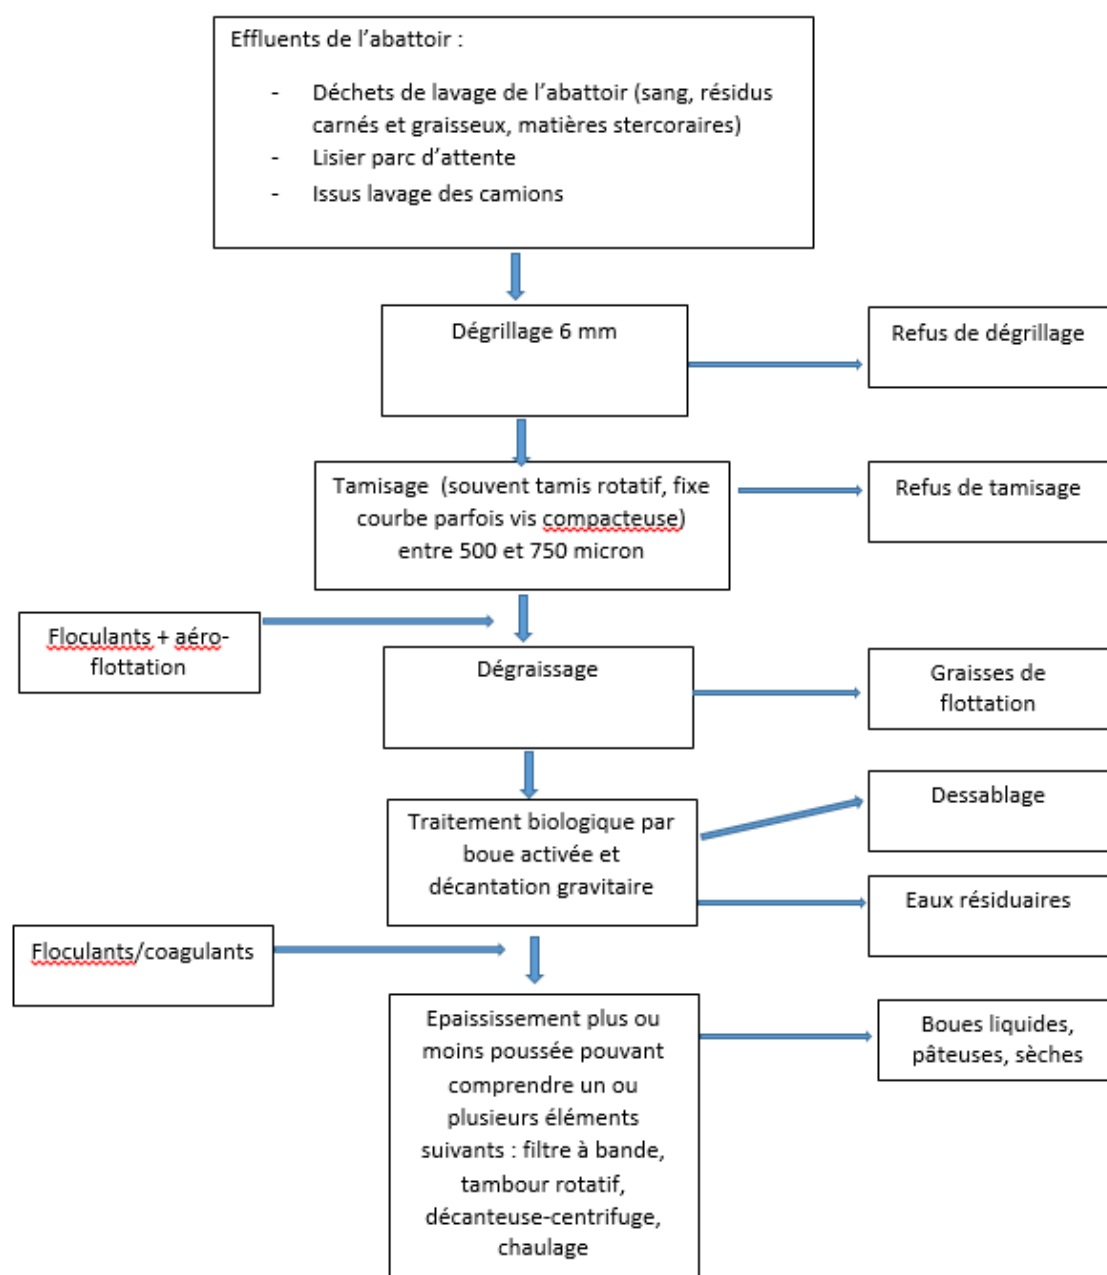 Effluents de l’abattoir :
- Déchets de lavage de l’abattoir (sang, résidus
carnés et graisseux, matières stercoraires)
- Lisier parc d’attente
- Issus lavage des camions
Dégrillage 6 mm
Refus de dégrillage
Tamisage (souvent tamis rotatif, fixe
courbe parfois vis compacteuse)
entre 500 et 750 micron
Refus de tamisage
Floculants + aéro-
flottation
Dégraissage
Graisses de
flottation
Traitement biologique par
boue activée et
décantation gravitaire
Dessablage
Eaux résiduaires
Floculants/coagulants
Epaississement plus ou
moins poussée pouvant
comprendre un ou
plusieurs éléments
suivants : filtre à bande,
tambour rotatif,
décanteuse-centrifuge,
chaulage
Boues liquides,
pâteuses, sèches